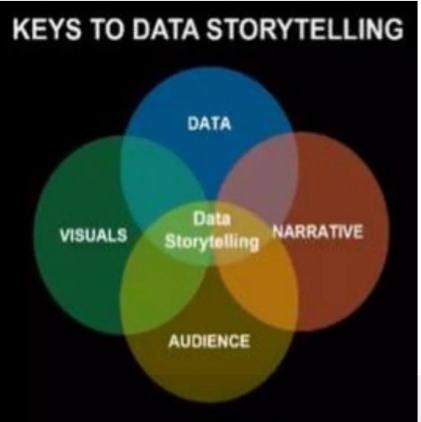 KEYS TO DATA STORYTELLING
DATA
VISUALS
Data
Storytelling
NARRATIVE
AUDIENCE